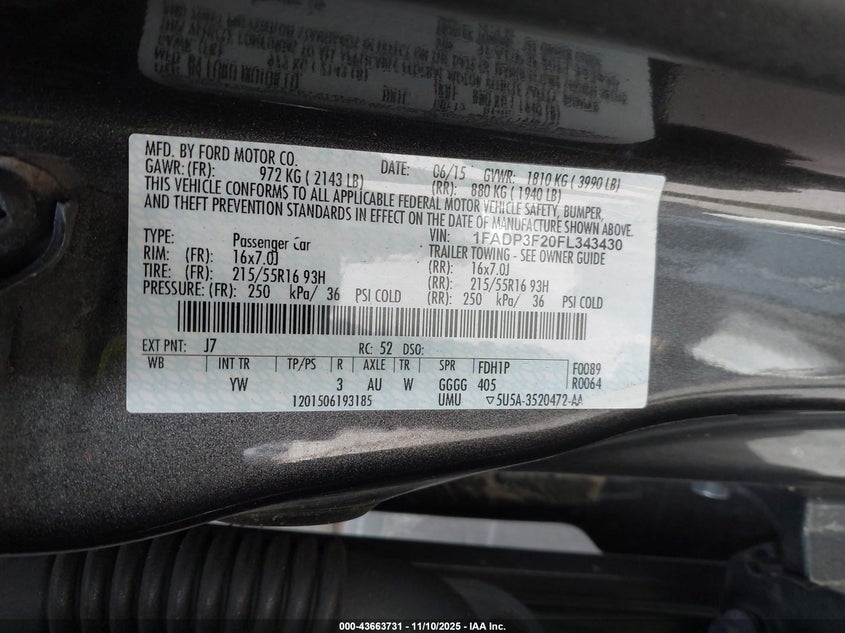 MFD. BY FORD MOTOR CO.
DATE: 06/15 GVWR: 1810 KG ( 3990 LB)
GAWR: (FR): 972 KG ( 2143 LB) (RR): 880 KG ( 1940 LB)
THIS VEHICLE CONFORMS TO ALL APPLICABLE FEDERAL MOTOR VEHICLE SAFETY, BUMPER,
AND THEFT PREVENTION STANDARDS IN EFFECT ON THE DATE OF MANUFACTURE SHOWN ABOVE.
VIN: 1FADP3F20FL343430
TYPE: Passenger Car TRAILER TOWING - SEE OWNER GUIDE
RIM: (FR) 16x7.0J (RR): 16x7.0J
TIRE: (FR) 215/55R16 93H (RR): 215/55R16 93H
PRESSURE: (FR): 250 kPa/ 36 PSI COLD (RR): 250 kPa/ 36 PSI COLD
EXT PNT: J7 RC: 52 DSO:
WB INT TR TP/PS R AXLE TR SPR FDH1P F0089
YW 3 AU W GGGG 405 R0064
1201506193185 UMU ▽5U5A-3520472-AA
000-43663731 - 11/10/2025 - IAA Inc.